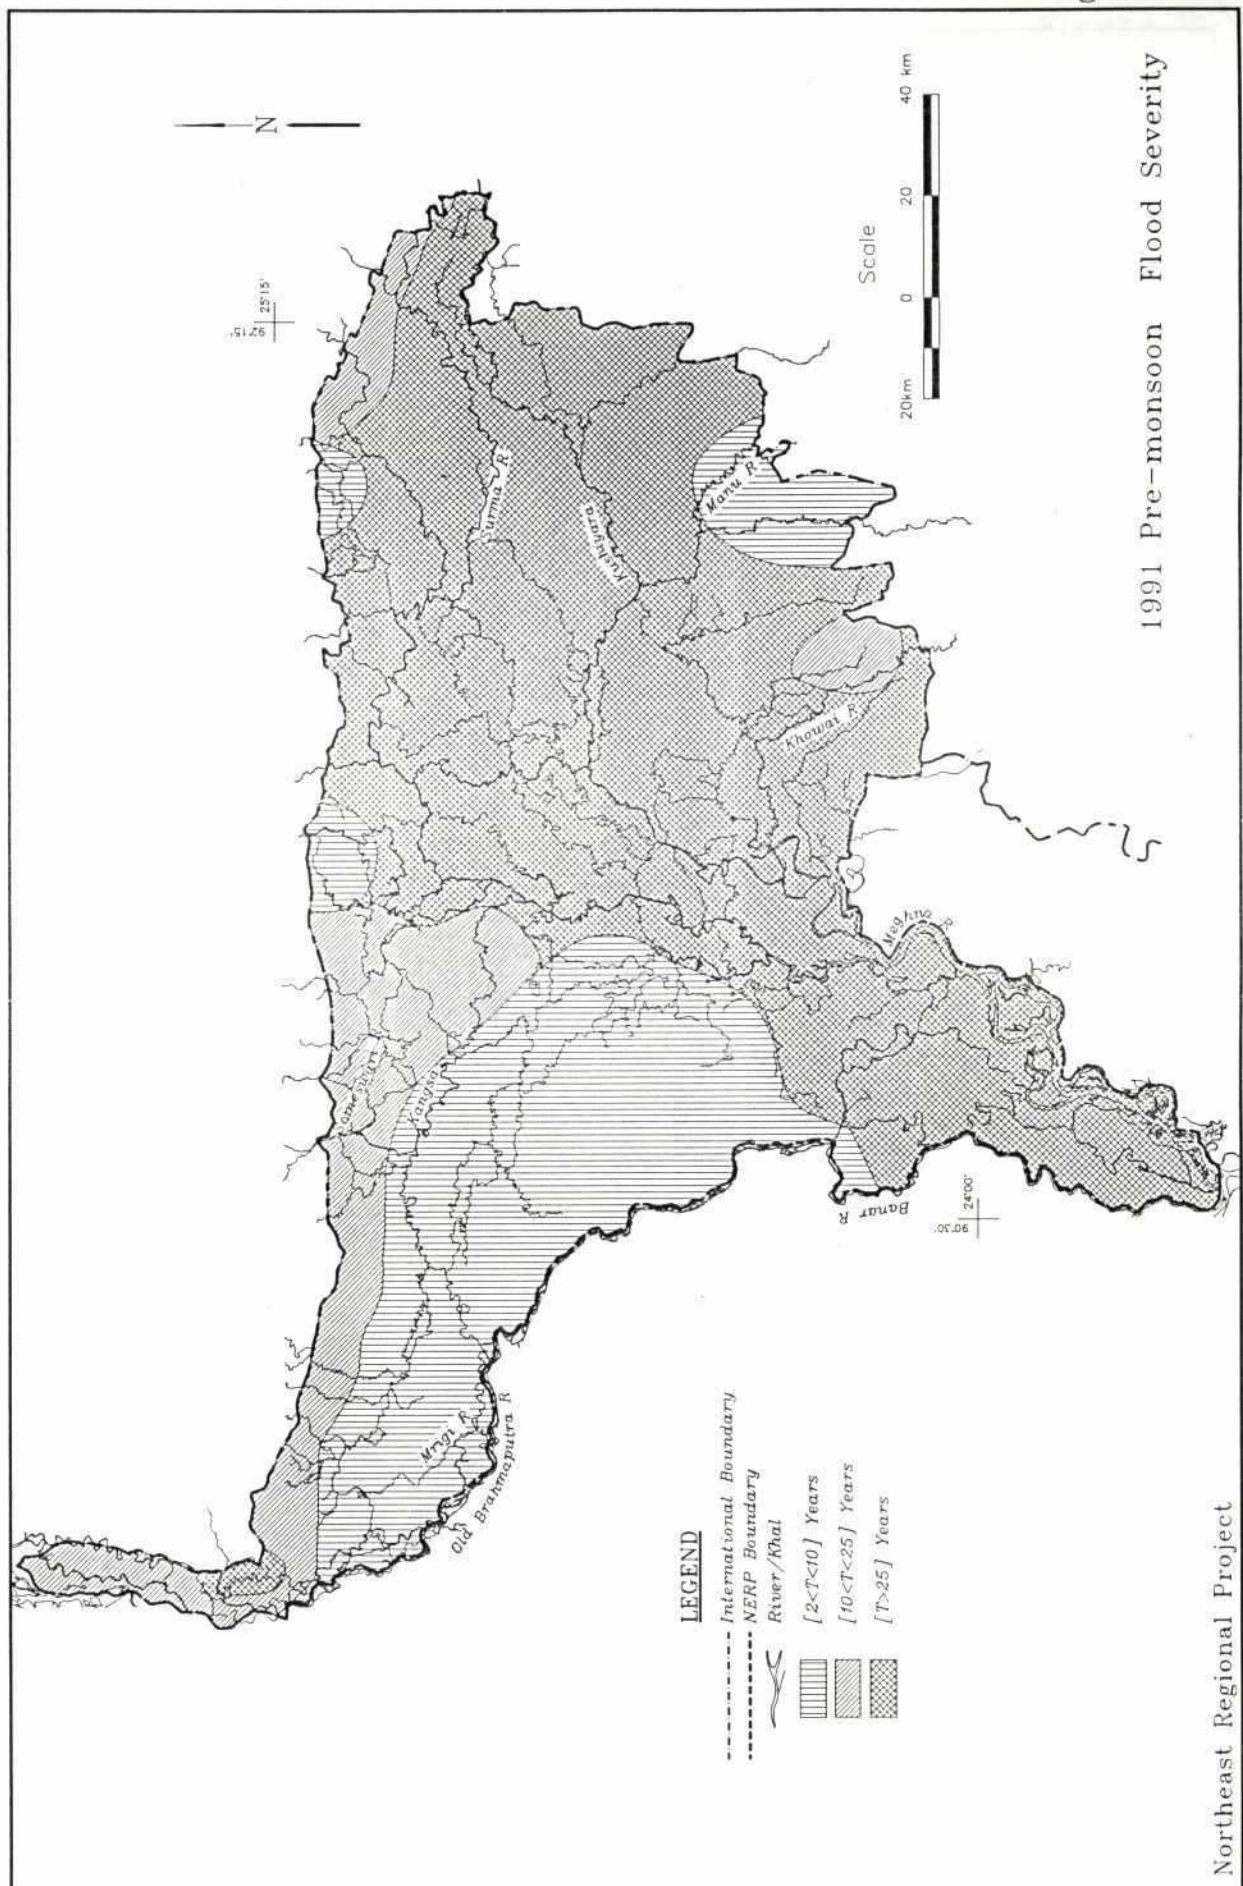 N
92°15'
25°15'
Surma R
Kushiyara
Manu R
Khowai R
Meghna R
Someswari
Kangsa
Banar R
90°30'
24°00'
Mrigi R
Old Brahmaputra R
Scale
20km 0 20 40 km
LEGEND
International Boundary
NERP Boundary
River/Khal
[2<T<10] Years
[10<T<25] Years
[T>25] Years
1991 Pre-monsoon Flood Severity
Northeast Regional Project